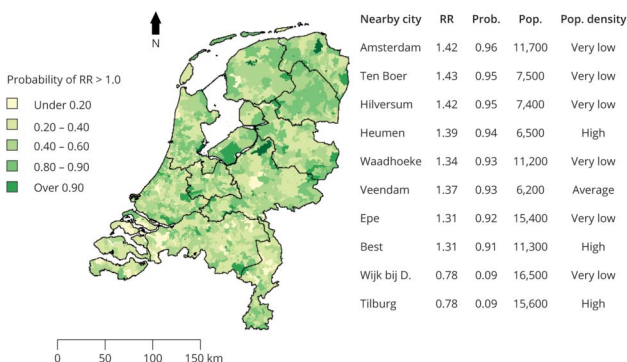 N
Probability of RR > 1.0
Under 0.20
0.20 – 0.40
0.40 – 0.60
0.80 – 0.90
Over 0.90
0 50 100 150 km
Nearby city RR Prob. Pop. Pop. density
Amsterdam 1.42 0.96 11,700 Very low
Ten Boer 1.43 0.95 7,500 Very low
Hilversum 1.42 0.95 7,400 Very low
Heumen 1.39 0.94 6,500 High
Waadhoeke 1.34 0.93 11,200 Very low
Veendam 1.37 0.93 6,200 Average
Epe 1.31 0.92 15,400 Very low
Best 1.31 0.91 11,300 High
Wijk bij D. 0.78 0.09 16,500 Very low
Tilburg 0.78 0.09 15,600 High